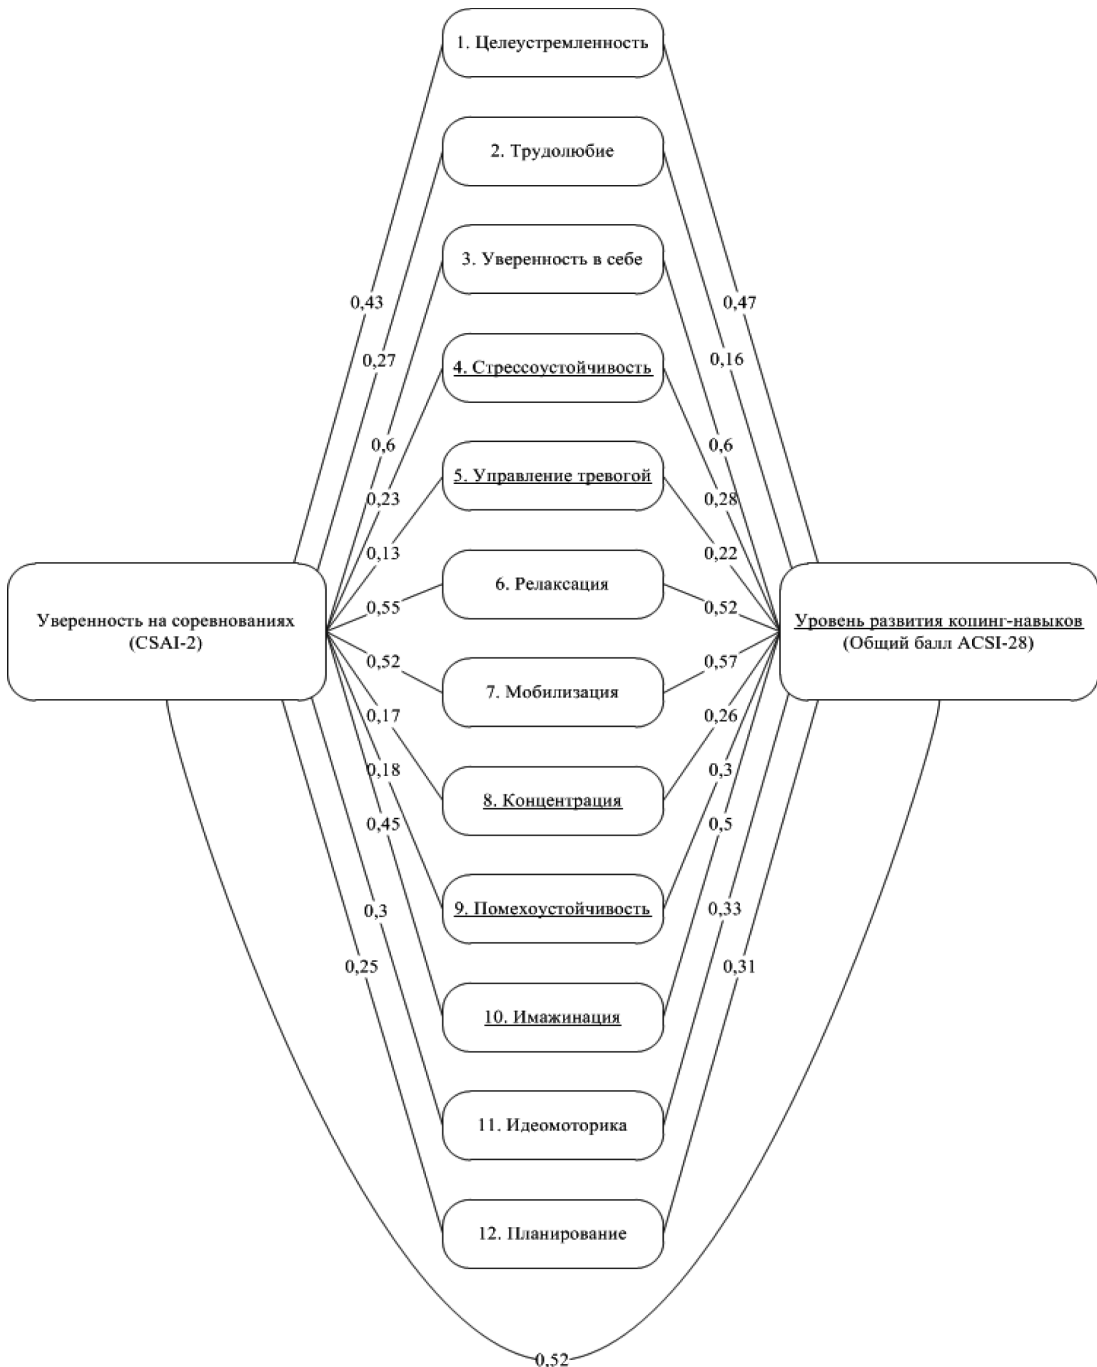 1. Целеустремленность
2. Трудолюбие
3. Уверенность в себе
0,43
0,47
0,27
0,16
4. Стрессоустойчивость
0,6
0,6
5. Управление тревогой
0,23
0,28
0,13
0,22
6. Релаксация
0,55
0,52
Уверенность на соревнованиях
(CSAI-2)
Уровень развития копинг-навыков
(Общий балл ACSI-28)
0,52
0,57
7. Мобилизация
0,17
0,26
0,18
0,3
8. Концентрация
0,45
0,5
9. Помехоустойчивость
0,3
0,33
0,25
0,31
10. Имажинация
11. Идеомоторика
12. Планирование
0,52